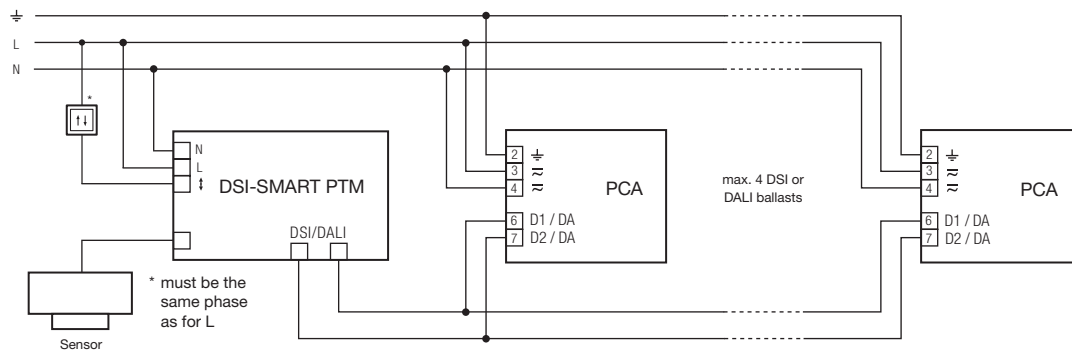 L
N
*
N
L
DSI-SMART PTM
DSI/DALI
* must be the
same phase
as for L
Sensor
2
3
4
PCA
6 D1 / DA
7 D2 / DA
max. 4 DSI or
DALI ballasts
2
3
4
PCA
6 D1 / DA
7 D2 / DA